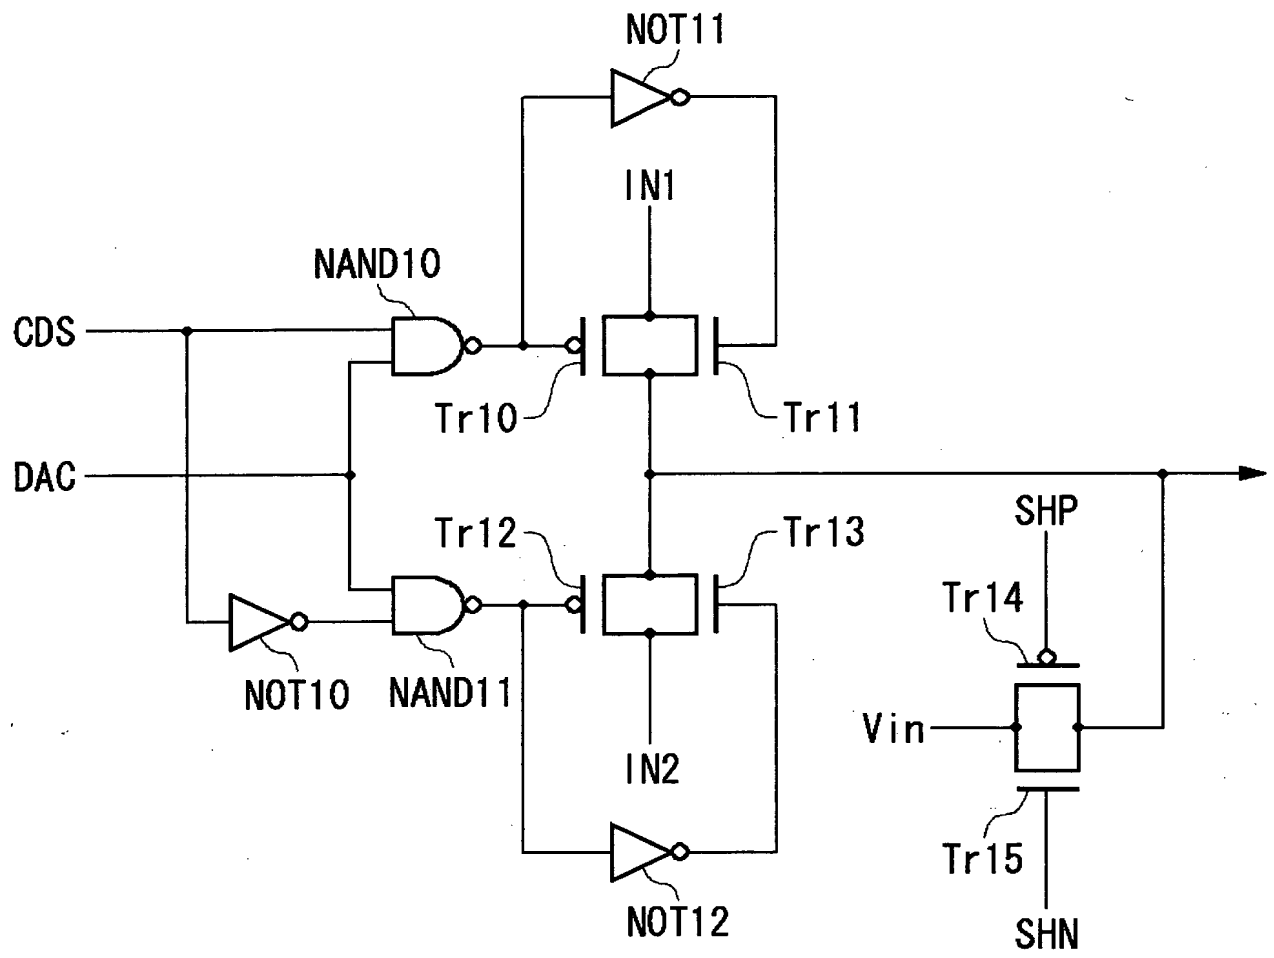 NOT11
IN1
NAND10
CDS
Tr10
Tr11
DAC
Tr12
Tr13
SHP
Tr14
NOT10
NAND11
Vin
IN2
Tr15
NOT12
SHN